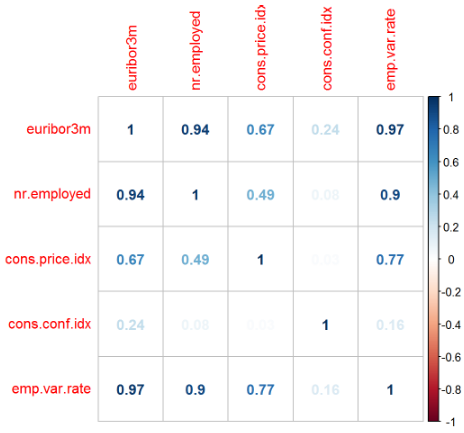 euribor3m
nr.employed
cons.price.idx
cons.conf.idx
emp.var.rate
euribor3m 1 0.94 0.67 0.24 0.97
nr.employed 0.94 1 0.49 0.08 0.9
cons.price.idx 0.67 0.49 1 0.77
cons.conf.idx 0.24 0.08 1 0.16
emp.var.rate 0.97 0.9 0.77 0.16 1
1
0.8
0.6
0.4
0.2
0
-0.2
-0.4
-0.6
-0.8
-1